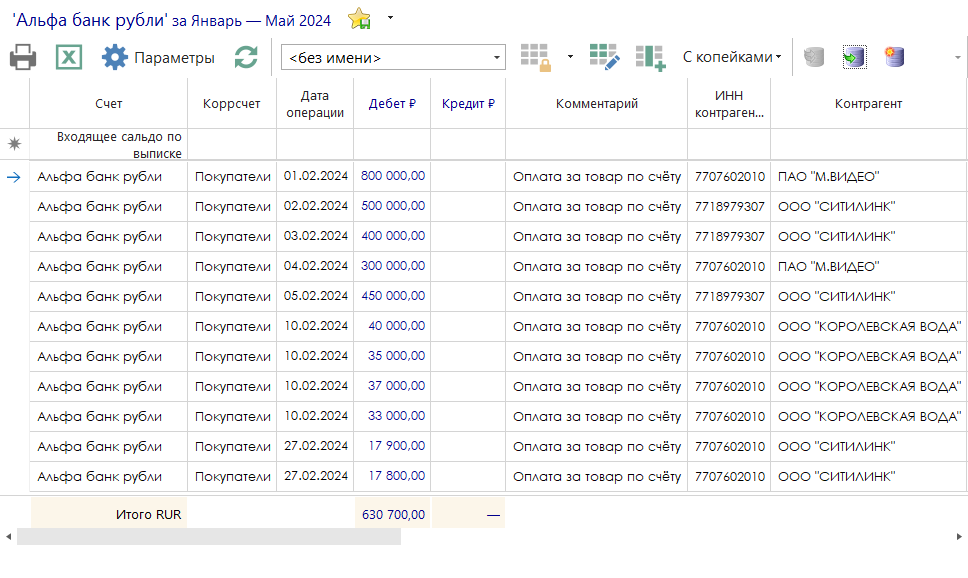 'Альфа банк рубли' за Январь — Май 2024
Параметры <без имени> С копейками
Счет Коррсчет Дата операции Дебет ₽ Кредит ₽ Комментарий ИНН контраген... Контрагент
Входящее сальдо по
выписке
Альфа банк рубли Покупатели 01.02.2024 800 000,00 Оплата за товар по счёту 7707602010 ПАО "М.ВИДЕО"
Альфа банк рубли Покупатели 02.02.2024 500 000,00 Оплата за товар по счёту 7718979307 ООО "СИТИЛИНК"
Альфа банк рубли Покупатели 03.02.2024 400 000,00 Оплата за товар по счёту 7718979307 ООО "СИТИЛИНК"
Альфа банк рубли Покупатели 04.02.2024 300 000,00 Оплата за товар по счёту 7707602010 ПАО "М.ВИДЕО"
Альфа банк рубли Покупатели 05.02.2024 450 000,00 Оплата за товар по счёту 7718979307 ООО "СИТИЛИНК"
Альфа банк рубли Покупатели 10.02.2024 40 000,00 Оплата за товар по счёту 7707602010 ООО "КОРОЛЕВСКАЯ ВОДА"
Альфа банк рубли Покупатели 10.02.2024 35 000,00 Оплата за товар по счёту 7707602010 ООО "КОРОЛЕВСКАЯ ВОДА"
Альфа банк рубли Покупатели 10.02.2024 37 000,00 Оплата за товар по счёту 7707602010 ООО "КОРОЛЕВСКАЯ ВОДА"
Альфа банк рубли Покупатели 10.02.2024 33 000,00 Оплата за товар по счёту 7707602010 ООО "КОРОЛЕВСКАЯ ВОДА"
Альфа банк рубли Покупатели 27.02.2024 17 900,00 Оплата за товар по счёту 7707602010 ООО "СИТИЛИНК"
Альфа банк рубли Покупатели 27.02.2024 17 800,00 Оплата за товар по счёту 7707602010 ООО "СИТИЛИНК"
Итого RUR 630 700,00 —